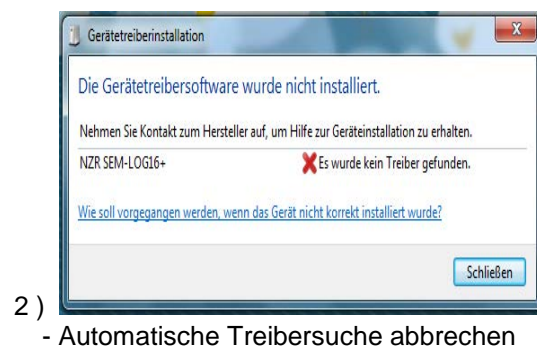 Gerätetreiberinstallation
Die Gerätetreibersoftware wurde nicht installiert.
Nehmen Sie Kontakt zum Hersteller auf, um Hilfe zur Geräteinstallation zu erhalten.
NZR SEM-LOG16+ Es wurde kein Treiber gefunden.
Wie soll vorgegangen werden, wenn das Gerät nicht korrekt installiert wurde?
Schließen
2 )
- Automatische Treibersuche abbrechen